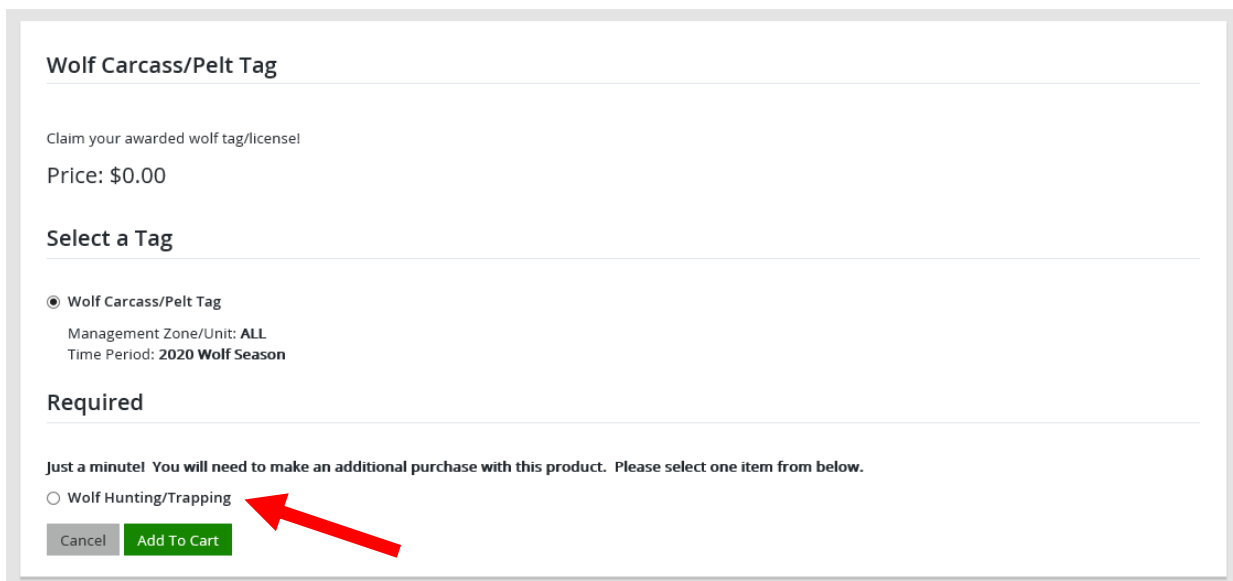 Wolf Carcass/Pelt Tag
Claim your awarded wolf tag/license!
Price: $0.00
Select a Tag
Wolf Carcass/Pelt Tag
Management Zone/Unit: ALL
Time Period: 2020 Wolf Season
Required
Just a minute!  You will need to make an additional purchase with this product.  Please select one item from below.
Wolf Hunting/Trapping
Cancel Add To Cart